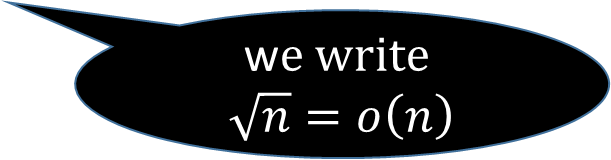 we write
√n = o(n)